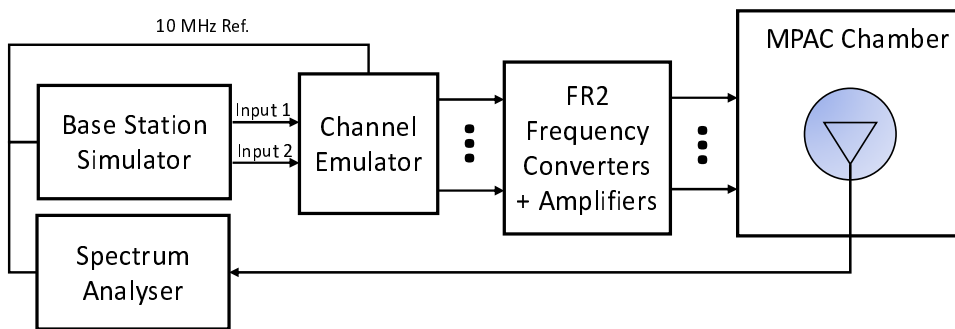 10 MHz Ref.
MPAC Chamber
Base Station
Simulator
Input 1
Input 2
Channel
Emulator
FR2
Frequency
Converters
+ Amplifiers
Spectrum
Analyser